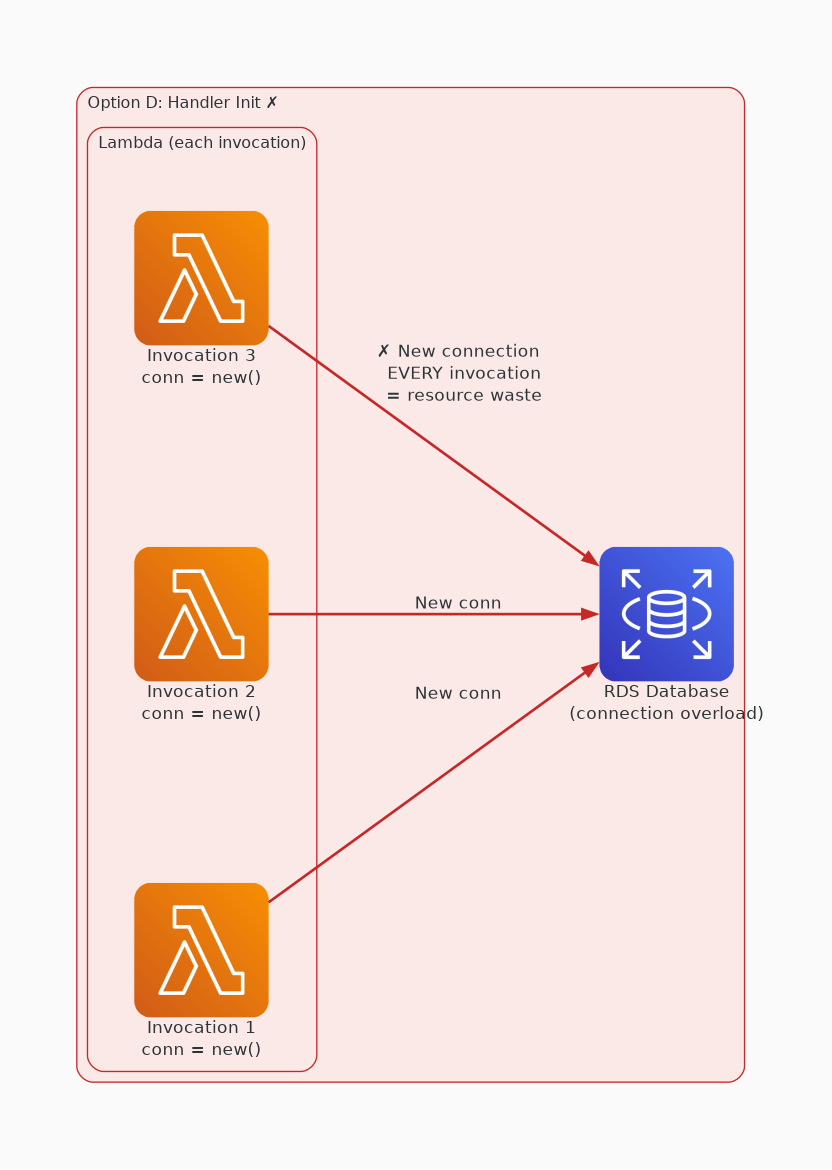 Option D: Handler Init ✗
Lambda (each invocation)
Invocation 3
conn = new()
✗ New connection
EVERY invocation
= resource waste
New conn
Invocation 2
conn = new()
New conn
RDS Database
(connection overload)
Invocation 1
conn = new()